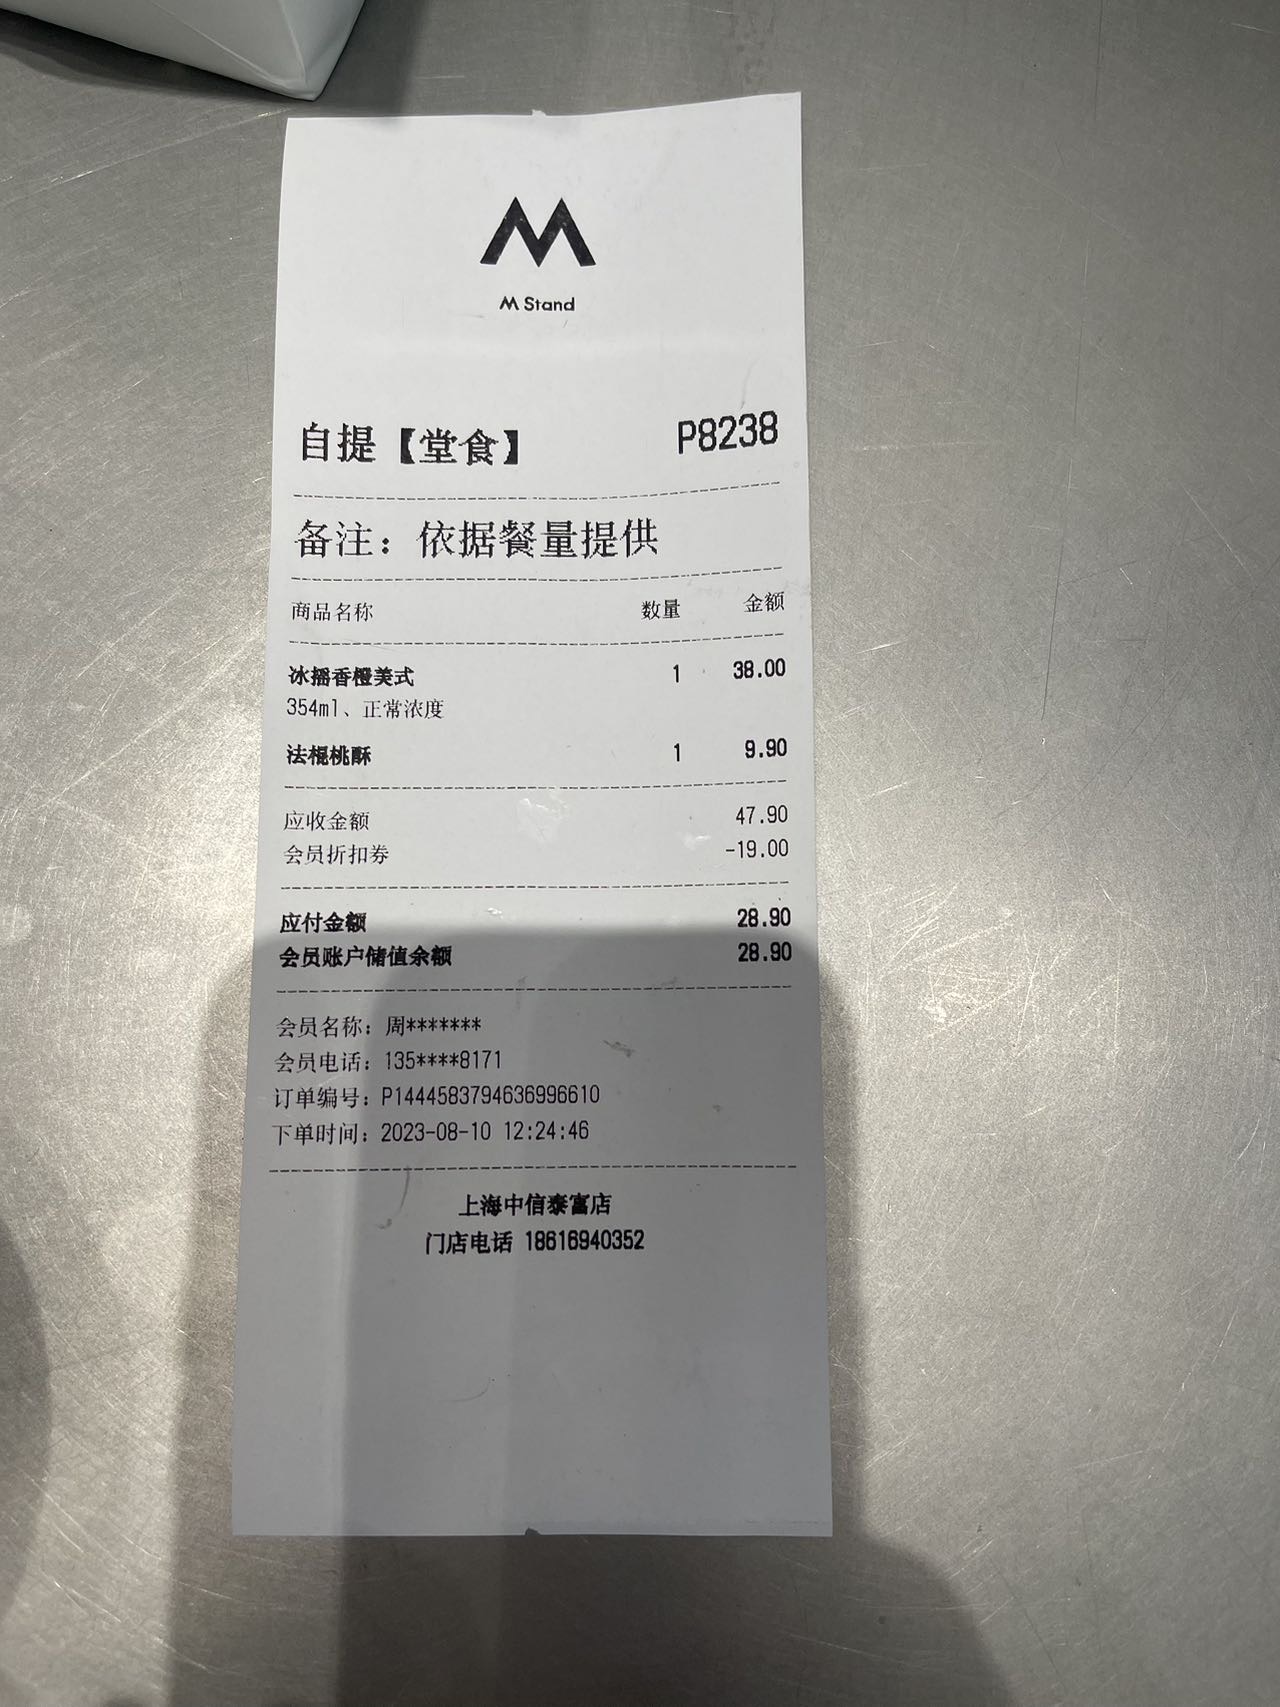 M Stand
自提【堂食】 P8238
备注：依据餐量提供
商品名称 数量 金额
冰摇香橙美式 1 38.00
354ml、正常浓度
法棍桃酥 1 9.90
应收金额 47.90
会员折扣券 -19.00
应付金额 28.90
会员账户储值余额 28.90
会员名称：周*******
会员电话：135****8171
订单编号：P1444583794636996610
下单时间：2023-08-10 12:24:46
上海中信泰富店
门店电话 18616940352